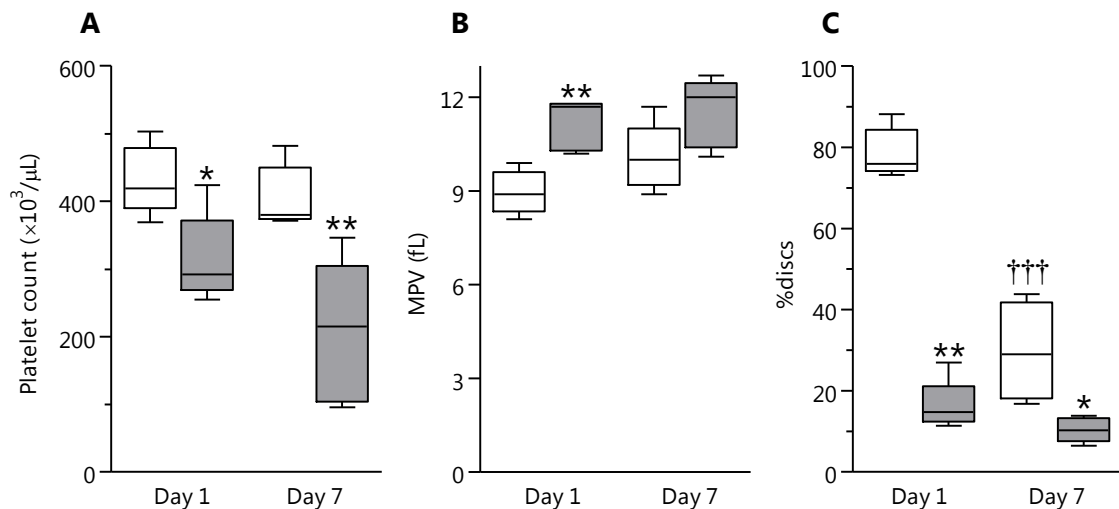 A
Platelet count (×10³/µL)
600
400
200
0
*
**
Day 1
Day 7
B
MPV (fL)
12
9
6
3
0
**
Day 1
Day 7
C
%discs
100
80
60
40
20
0
**
†††
*
Day 1
Day 7